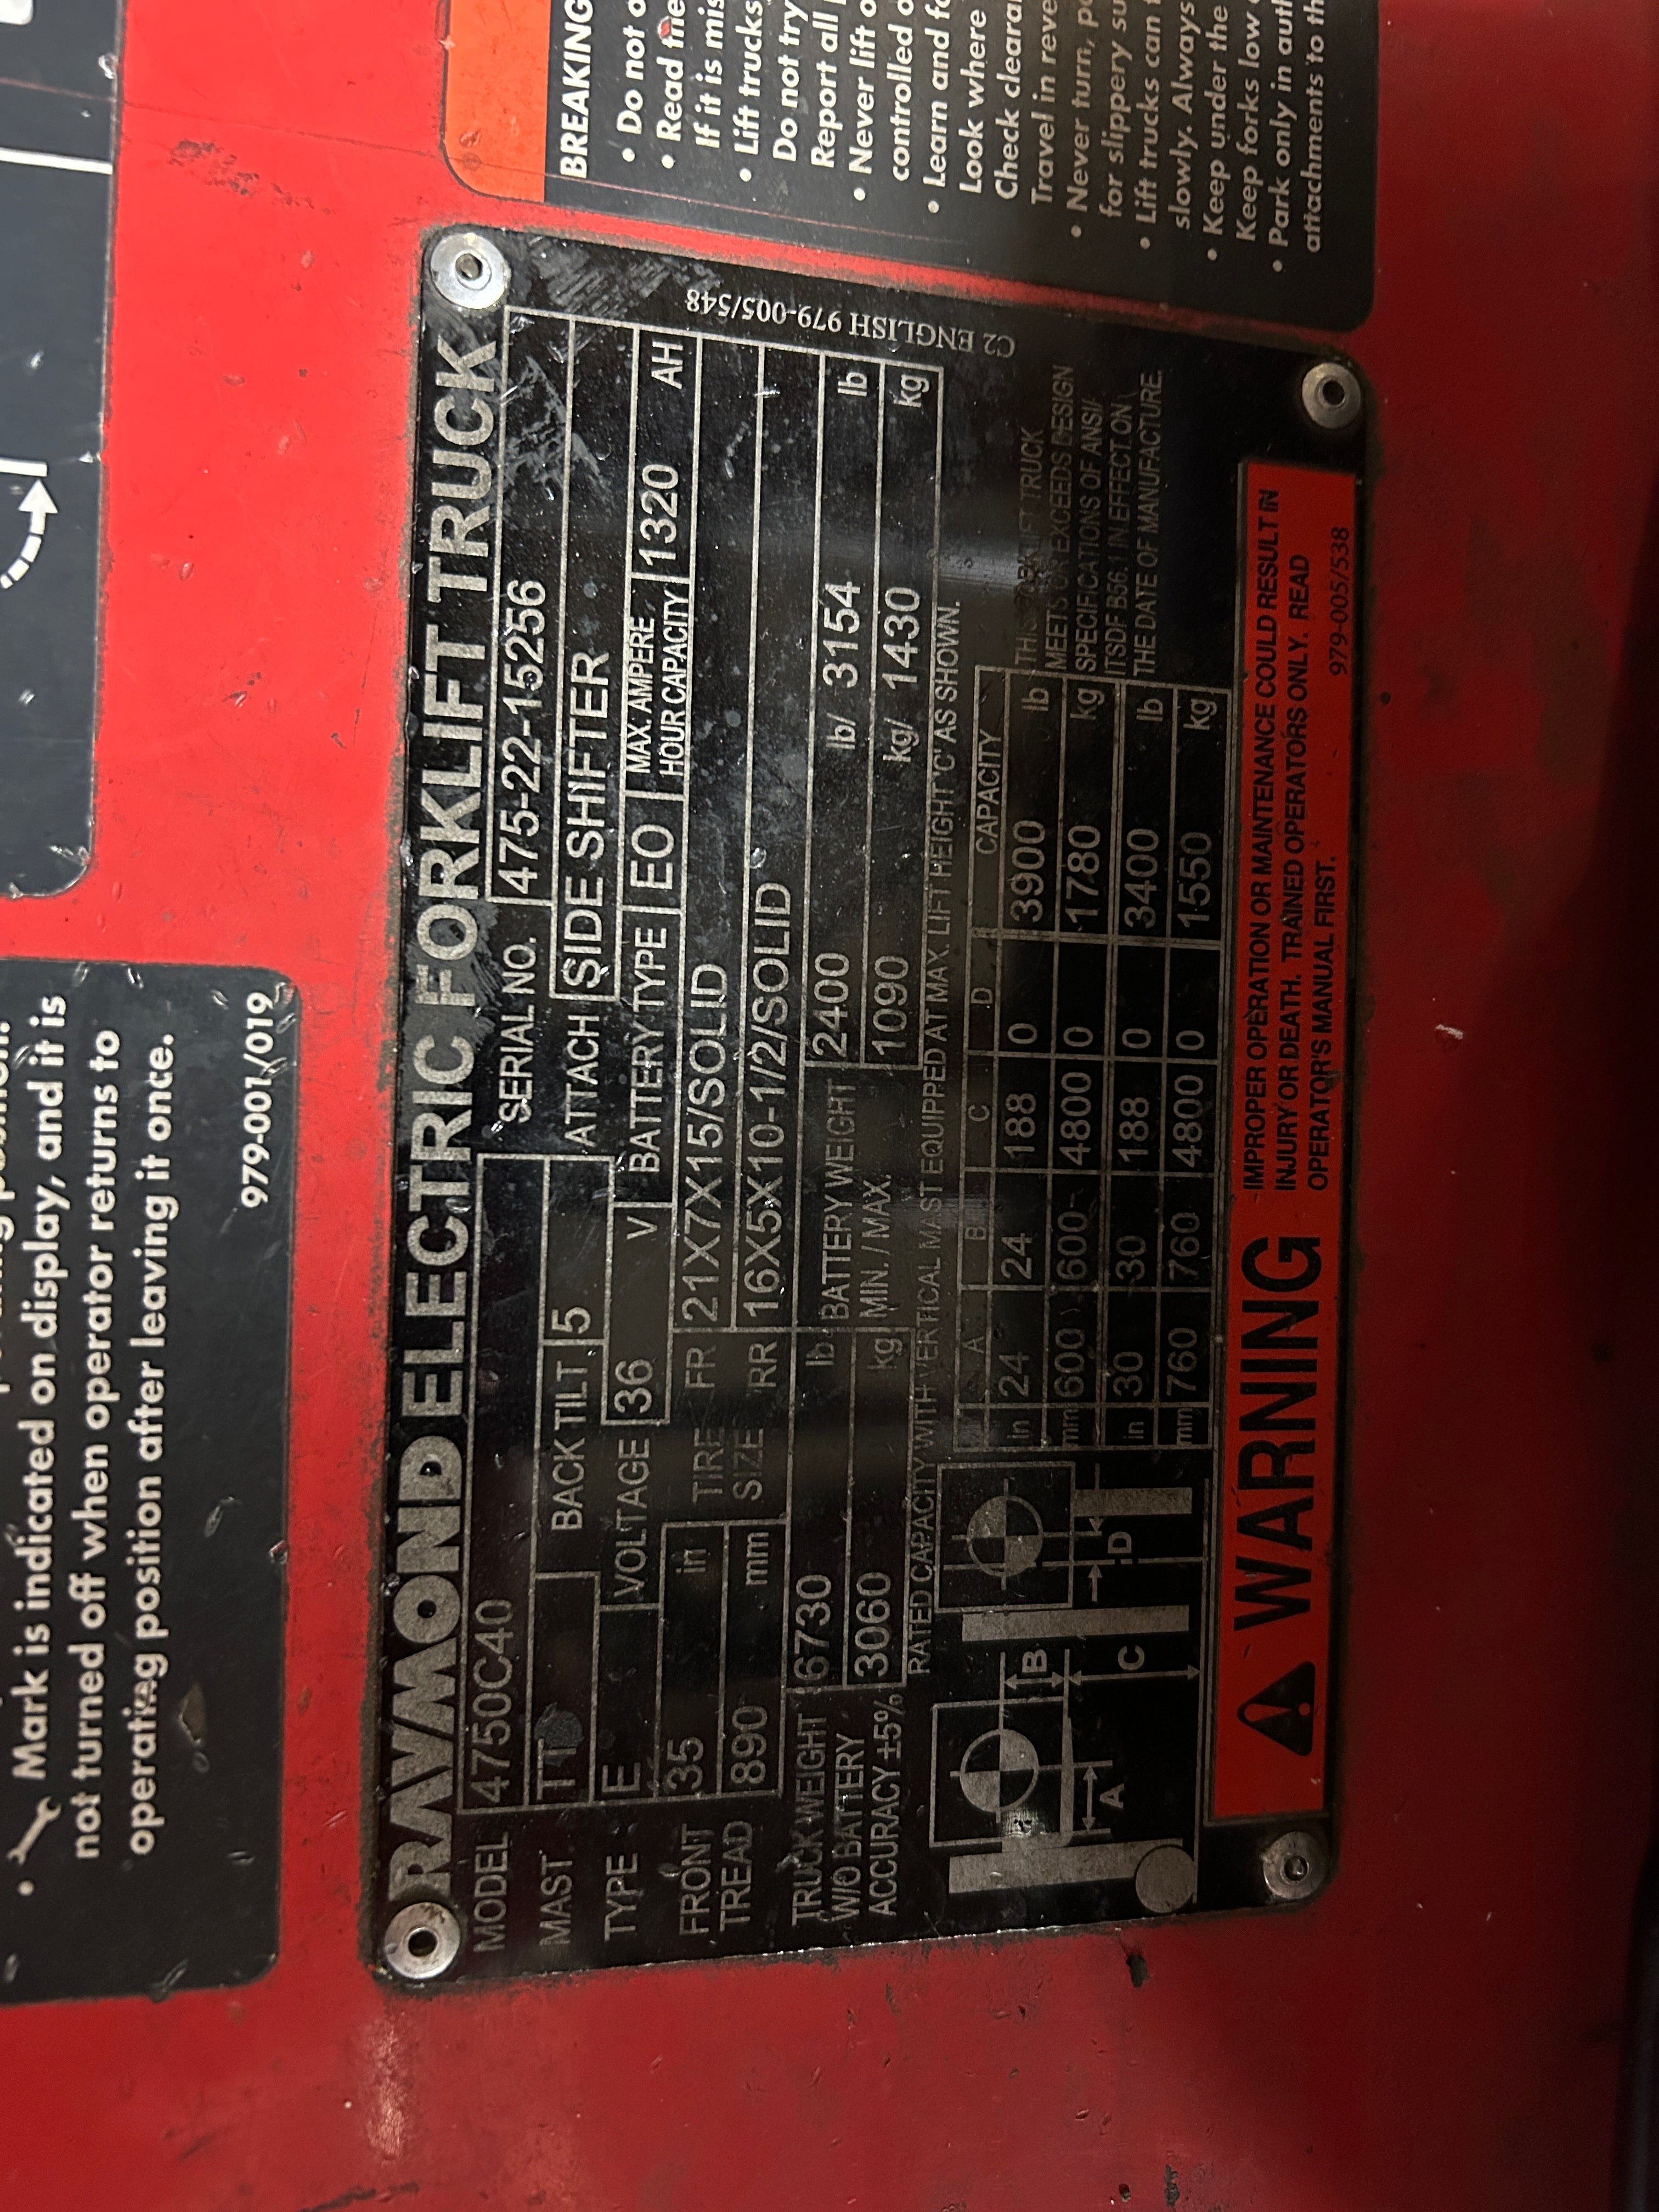 Mark is indicated on display, and it is
not turned off when operator returns to
operating position after leaving it once.
979-001/019
RAYMOND ELECTRIC FORKLIFT TRUCK
MODEL 4750C40 SERIAL NO. 475-22-15256
MAST TT BACK TILT 5 ATTACH SIDE SHIFTER
TYPE E VOLTAGE 36 V BATTERY TYPE EO MAX. AMPERE HOUR CAPACITY 1320 AH
FRONT TREAD 35 in TIRE SIZE FR 21X7X15/SOLID
890 mm RR 16X5X10-1/2/SOLID
TRUCK WEIGHT 6730 lb BATTERY WEIGHT 2400 lb/ 3154 lb
W/O BATTERY
ACCURACY ±5% 3060 kg MIN. / MAX. 1090 kg/ 1430 kg
RATED CAPACITY WITH VERTICAL MAST EQUIPPED AT MAX. LIFT HEIGHT 'C' AS SHOWN.
A B C D CAPACITY
in 24 24 188 0 3900 lb
mm 600 600 4800 0 1780 kg
in 30 30 188 0 3400 lb
mm 760 760 4800 0 1550 kg
A B C D
THIS FORKLIFT TRUCK
MEETS OR EXCEEDS DESIGN
SPECIFICATIONS OF ANSI/
ITSDF B56.1 IN EFFECT ON
THE DATE OF MANUFACTURE.
C2 ENGLISH 979-005/548
WARNING
IMPROPER OPERATION OR MAINTENANCE COULD RESULT IN
INJURY OR DEATH. TRAINED OPERATORS ONLY. READ
OPERATOR'S MANUAL FIRST.
979-005/538
BREAKING
• Do not
• Read the
If it is
• Lift trucks
Do not try
Report all
• Never lift
controlled
• Learn and
Look where
Check
Travel in
• Never turn,
for slippery
• Lift trucks can
slowly. Always
• Keep under the
Keep forks low
• Park only in
attachments to